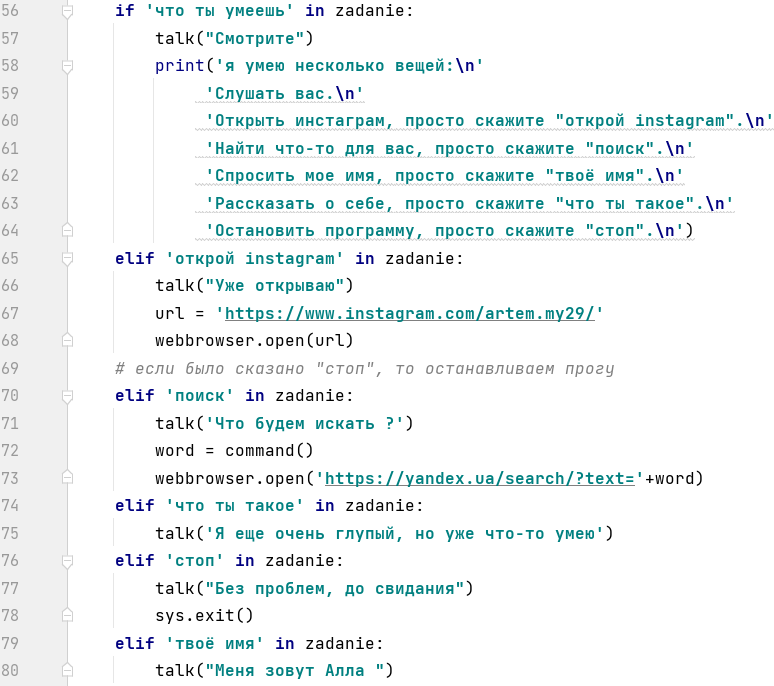 56 if 'что ты умеешь' in zadanie:
57 talk("Смотрите")
58 print('я умею несколько вещей:\n'
59 'Слушать вас.\n'
60 'Открыть инстаграм, просто скажите "открой instagram".\n'
61 'Найти что-то для вас, просто скажите "поиск".\n'
62 'Спросить мое имя, просто скажите "твоё имя".\n'
63 'Рассказать о себе, просто скажите "что ты такое".\n'
64 'Остановить программу, просто скажите "стоп".\n')
65 elif 'открой instagram' in zadanie:
66 talk("Уже открываю")
67 url = 'https://www.instagram.com/artem.my29/'
68 webbrowser.open(url)
69 # если было сказано "стоп", то останавливаем прогу
70 elif 'поиск' in zadanie:
71 talk('Что будем искать ?')
72 word = command()
73 webbrowser.open('https://yandex.ua/search/?text='+word)
74 elif 'что ты такое' in zadanie:
75 talk('Я еще очень глупый, но уже что-то умею')
76 elif 'стоп' in zadanie:
77 talk("Без проблем, до свидания")
78 sys.exit()
79 elif 'твоё имя' in zadanie:
80 talk("Меня зовут Алла ")